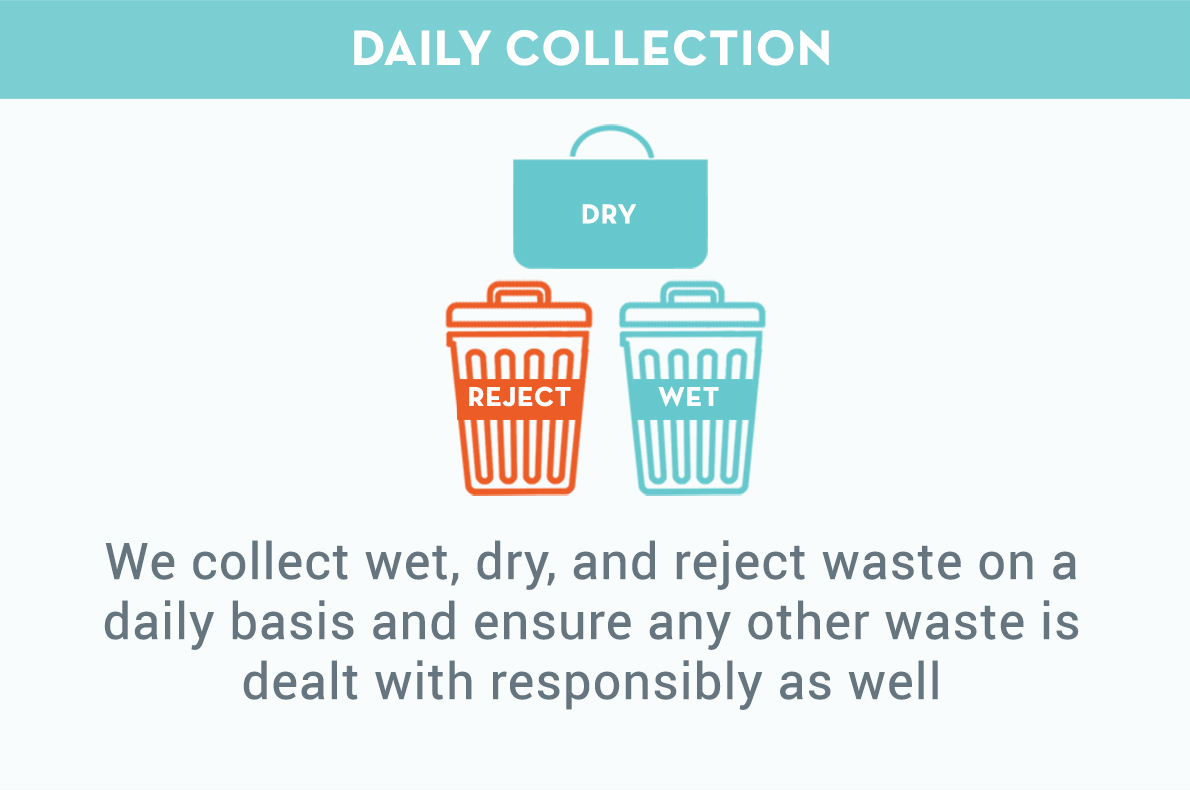 DAILY COLLECTION
DRY
REJECT
WET
We collect wet, dry, and reject waste on a
daily basis and ensure any other waste is
dealt with responsibly as well